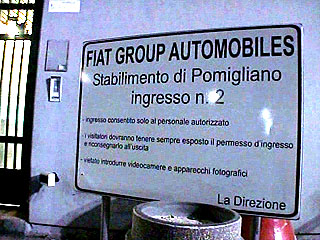 FIAT GROUP AUTOMOBILES
Stabilimento di Pomigliano
ingresso n. 2
- ingresso consentito solo al personale autorizzato
- i visitatori dovranno tenere sempre esposto il permesso d'ingresso
e riconsegnarlo all'uscita
- vietato introdurre videocamere e apparecchi fotografici
La Direzione